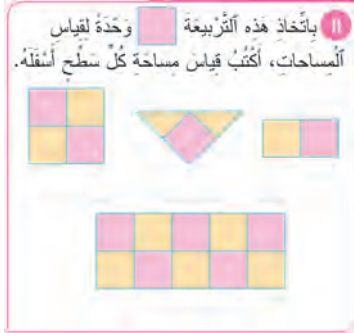 11 بِاتِّخاذِ هَذِهِ ٱلتَّرْبيعَةَ وَحْدَةً لِقِياسِ
ٱلْمِساحاتِ، أَكْتُبُ قِياسَ مِساحَةِ كُلِّ سَطْحٍ أَسْفَلَهُ.